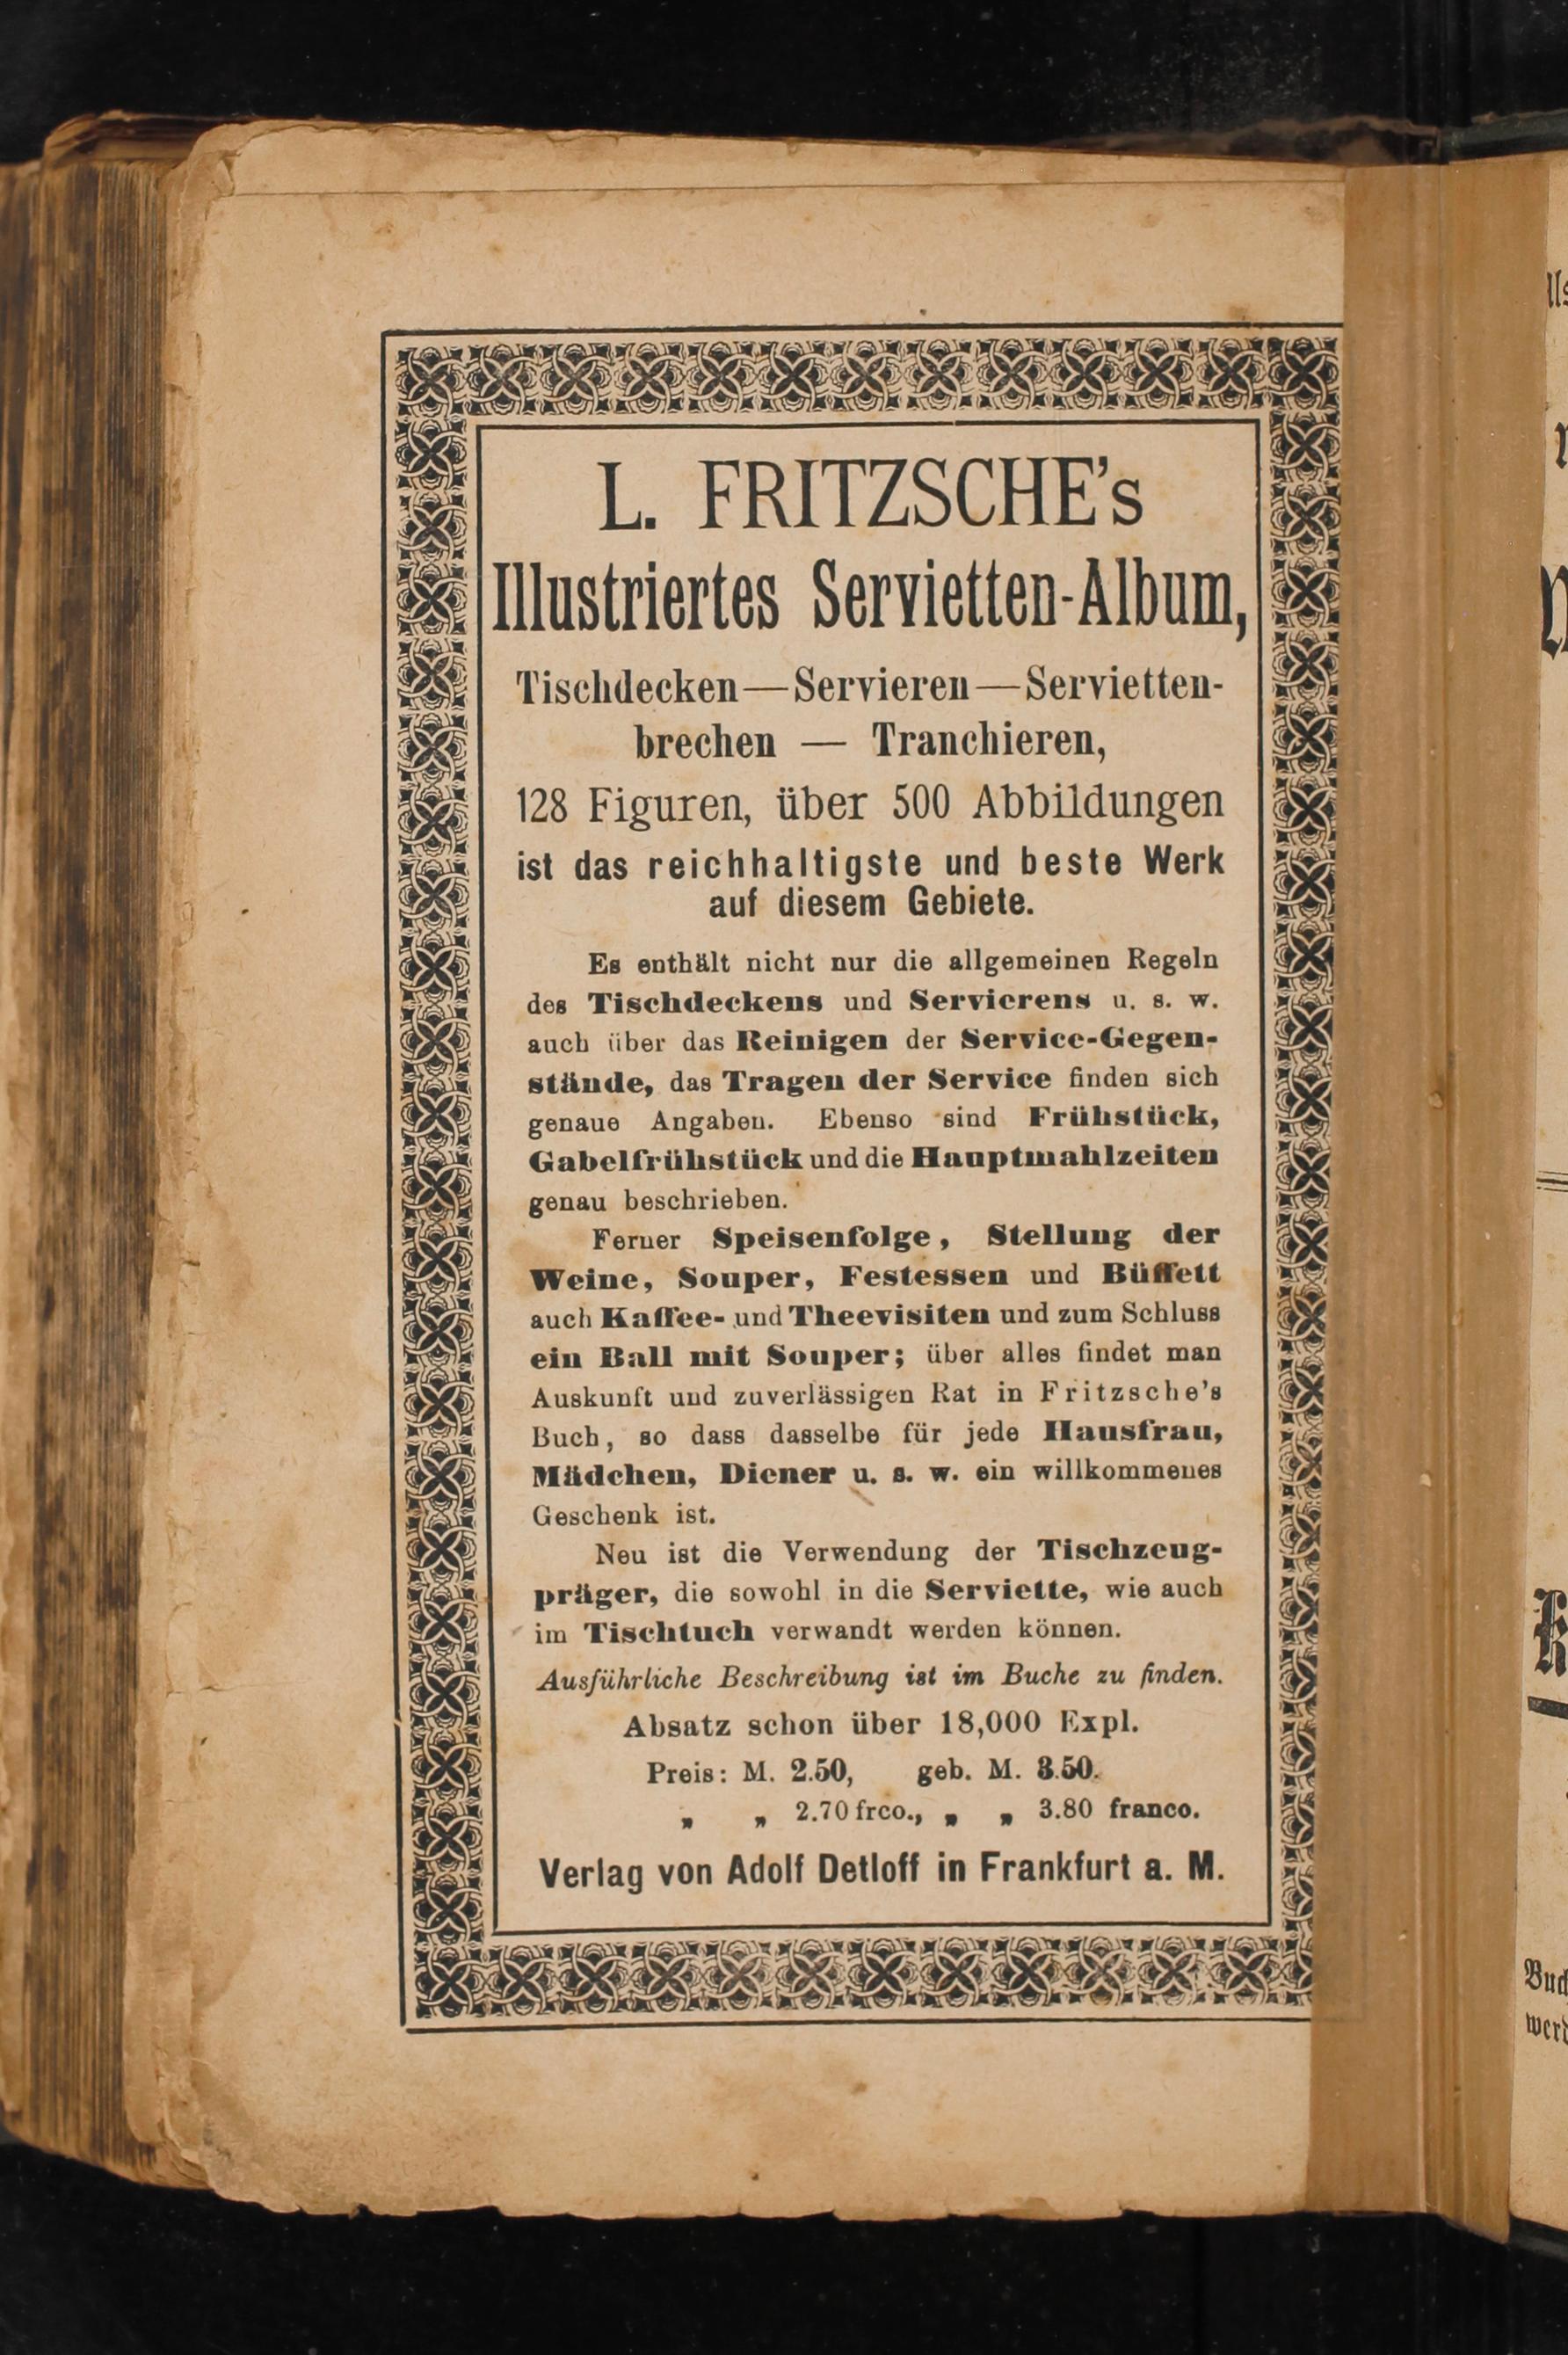 L. FRITZSCHE's
Illustriertes Servietten-Album,
Tischdecken—Servieren—Servietten-
brechen — Tranchieren,
128 Figuren, über 500 Abbildungen
ist das reichhaltigste und beste Werk
auf diesem Gebiete.
Es enthält nicht nur die allgemeinen Regeln
des Tischdeckens und Servierens u. s. w.
auch über das Reinigen der Service-Gegen-
stände, das Tragen der Service finden sich
genaue Angaben. Ebenso sind Frühstück,
Gabelfrühstück und die Hauptmahlzeiten
genau beschrieben.
Ferner Speisenfolge, Stellung der
Weine, Souper, Festessen und Büffett
auch Kaffee- und Theevisiten und zum Schluss
ein Ball mit Souper; über alles findet man
Auskunft und zuverlässigen Rat in Fritzsche's
Buch, so dass dasselbe für jede Hausfrau,
Mädchen, Diener u. s. w. ein willkommenes
Geschenk ist.
Neu ist die Verwendung der Tischzeug-
präger, die sowohl in die Serviette, wie auch
im Tischtuch verwandt werden können.
Ausführliche Beschreibung ist im Buche zu finden.
Absatz schon über 18,000 Expl.
Preis: M. 2.50, geb. M. 3.50.
„ „ 2.70 frco., „ „ 3.80 franco.
Verlag von Adolf Detloff in Frankfurt a. M.